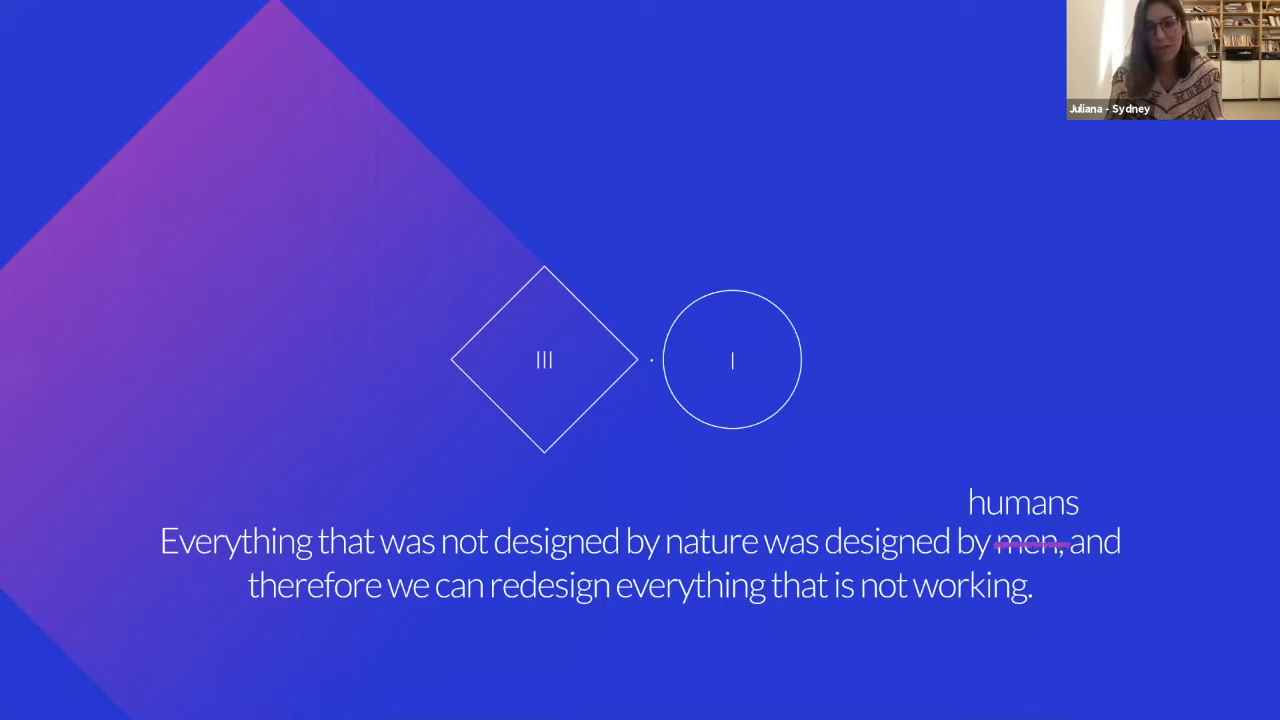 Juliana - Sydney
III
I
humans
Everything that was not designed by nature was designed by men, and
therefore we can redesign everything that is not working.